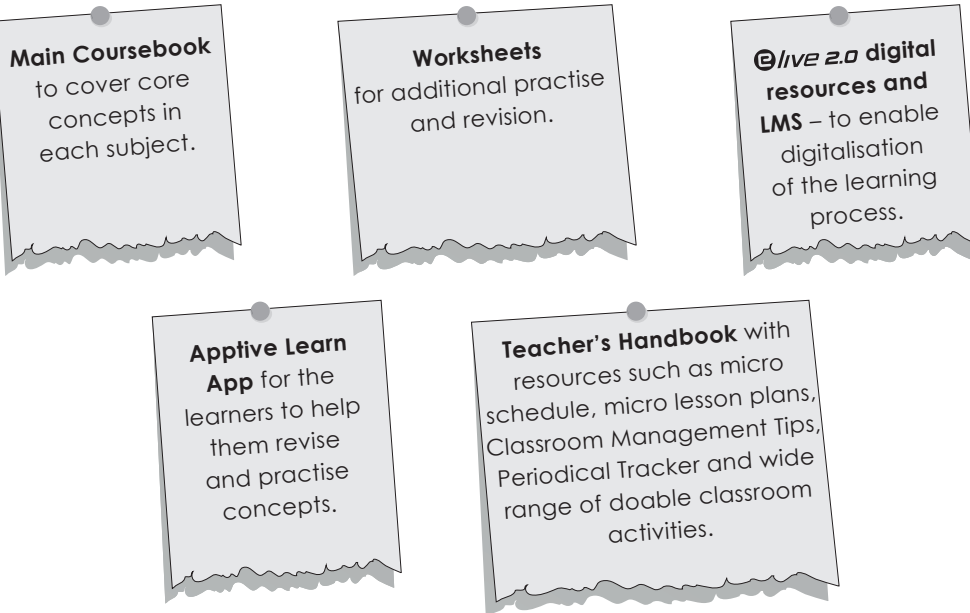 Main Coursebook
to cover core
concepts in
each subject.
Worksheets
for additional practise
and revision.
elive 2.0 digital
resources and
LMS – to enable
digitalisation
of the learning
process.
Apptive Learn
App for the
learners to help
them revise
and practise
concepts.
Teacher’s Handbook with
resources such as micro
schedule, micro lesson plans,
Classroom Management Tips,
Periodical Tracker and wide
range of doable classroom
activities.